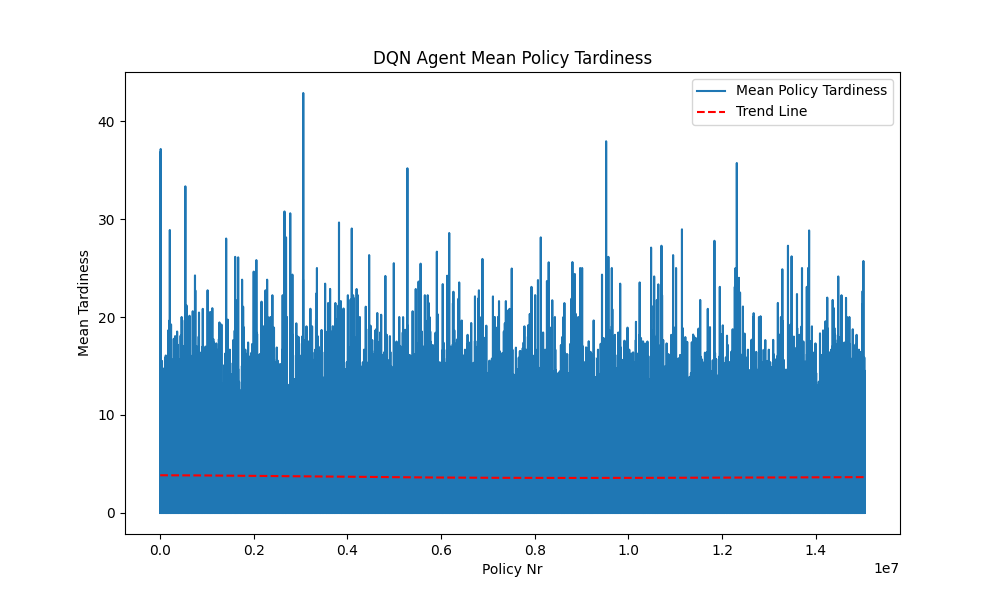 DQN Agent Mean Policy Tardiness
Mean Policy Tardiness
Trend Line
Mean Tardiness
40
30
20
10
0
0.0 0.2 0.4 0.6 0.8 1.0 1.2 1.4
1e7
Policy Nr